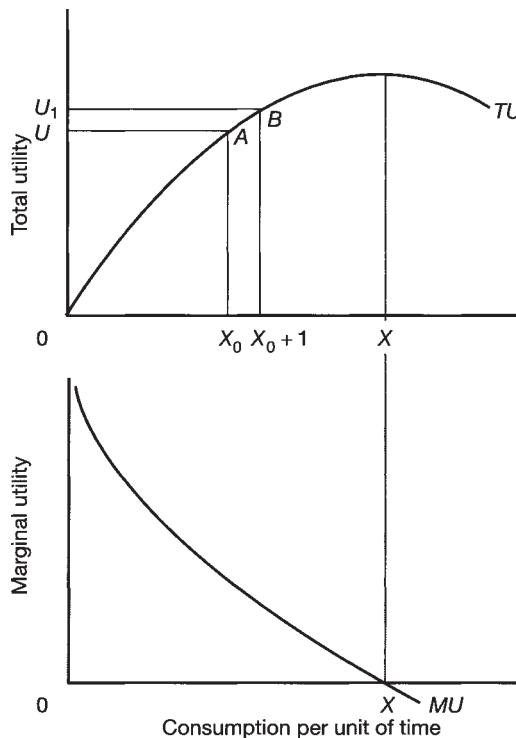 Total utility
U₁
U
A
B
TU
0
X₀ X₀ + 1 X
Marginal utility
0
X MU
Consumption per unit of time